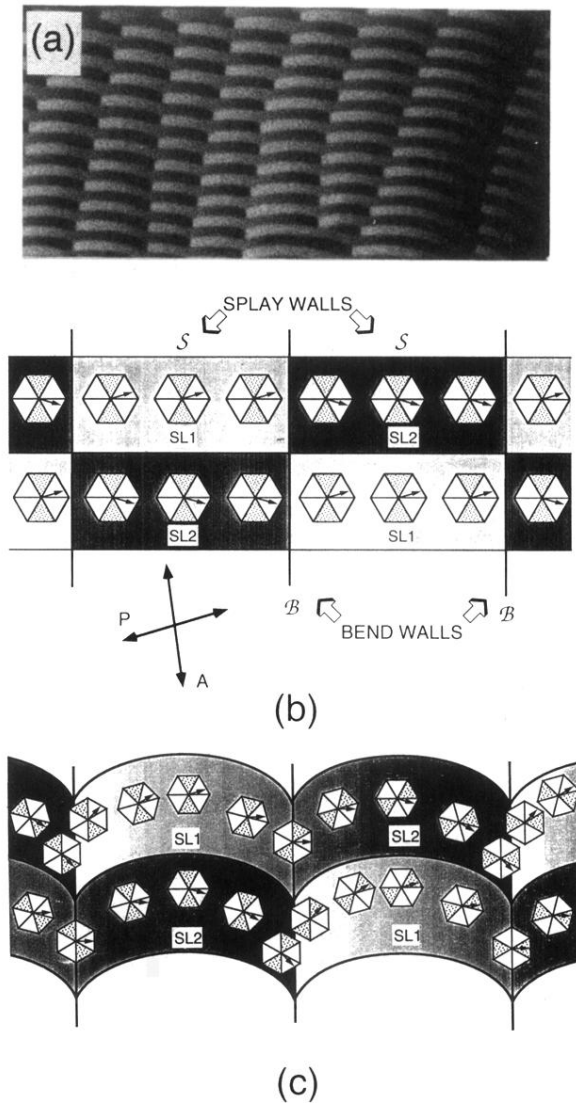 (a)
SPLAY WALLS
S S
SL1 SL2
SL2 SL1
P
A
B BEND WALLS B
(b)
SL1 SL2
SL2 SL1
(c)